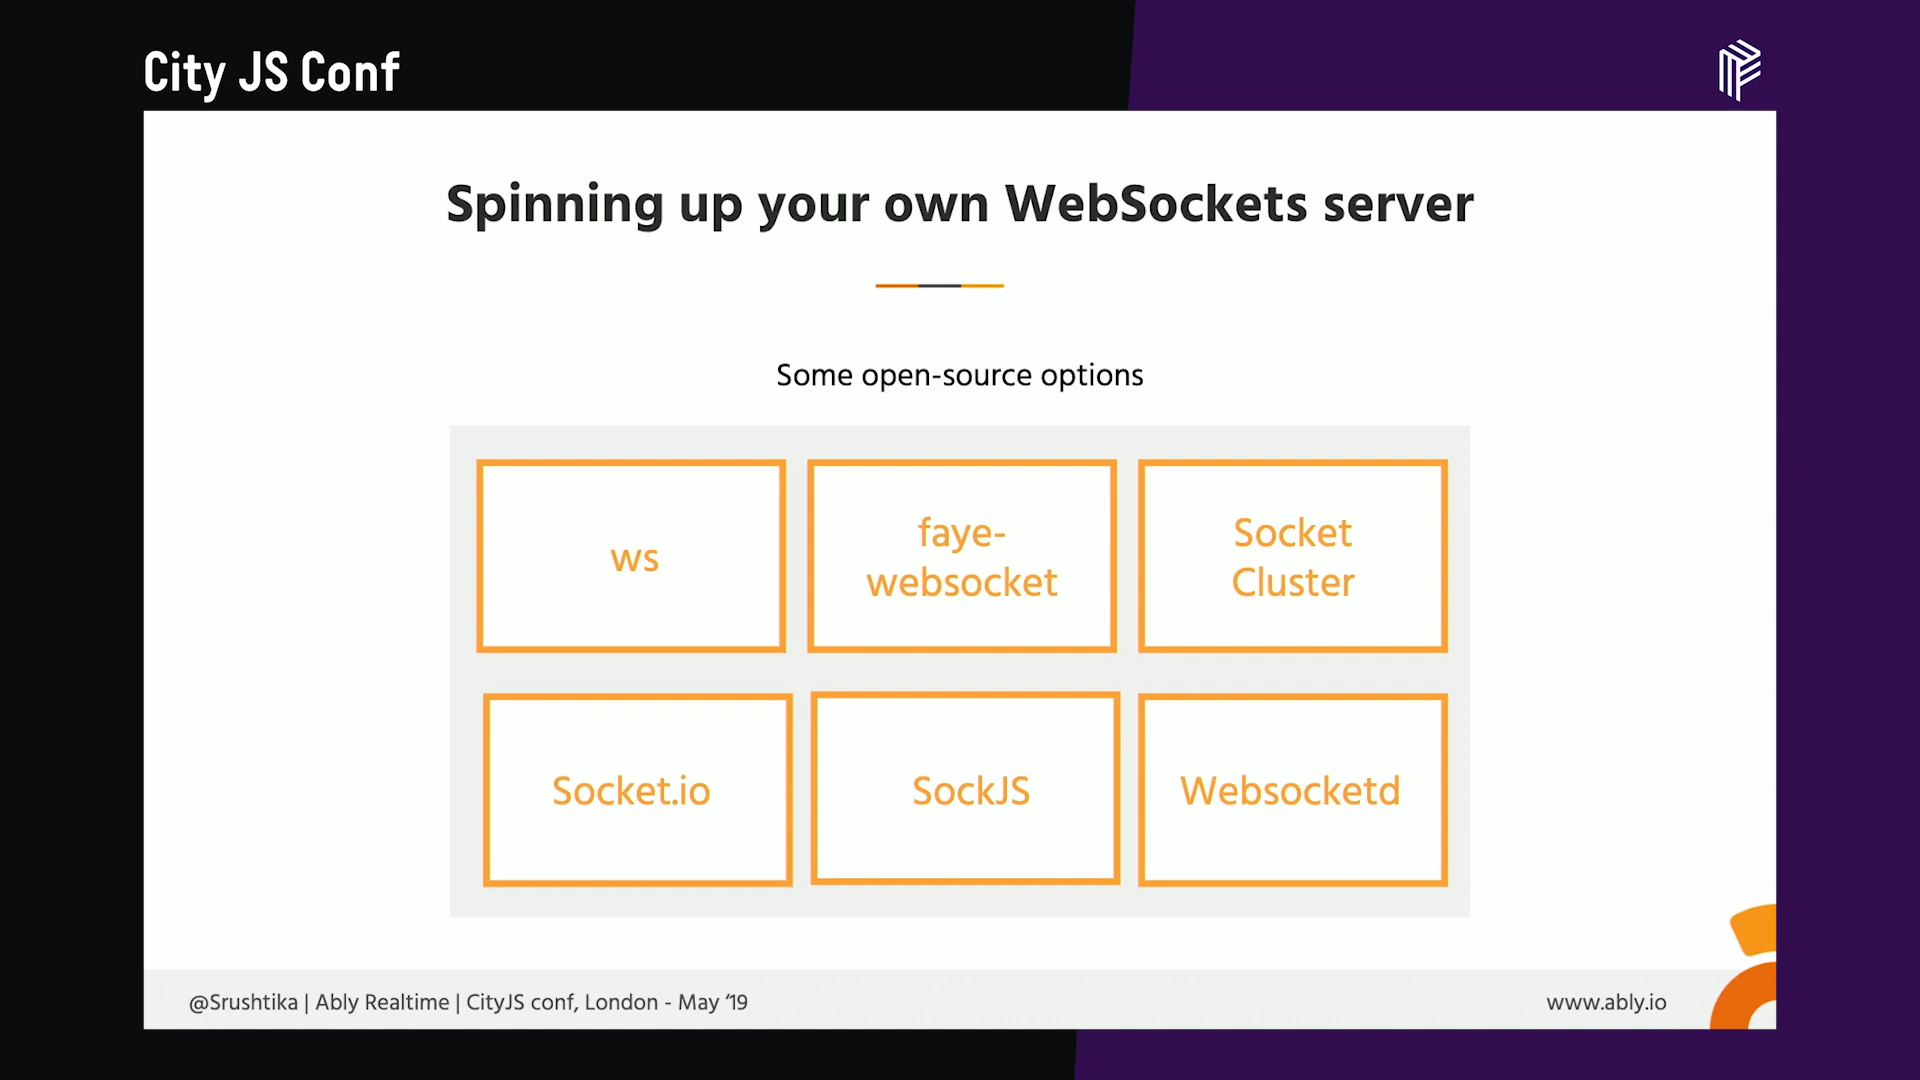 City JS Conf
Spinning up your own WebSockets server
Some open-source options
ws
faye-
websocket
Socket
Cluster
Socket.io
SockJS
Websocketd
@Srushtika | Ably Realtime | CityJS conf, London - May ‘19
www.ably.io